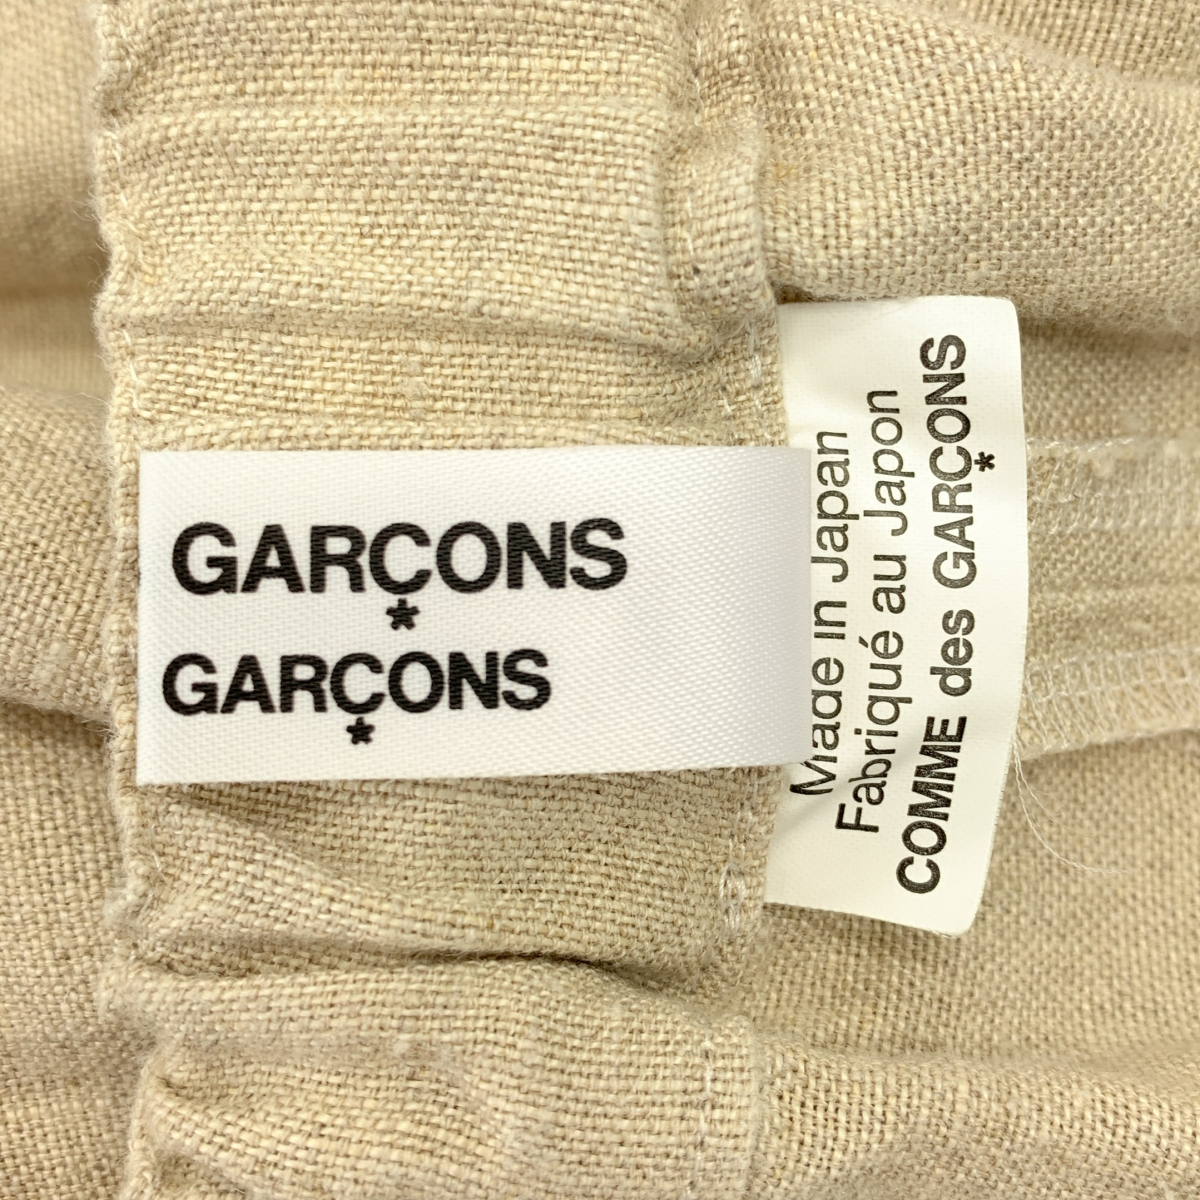 GARÇONS
GARÇONS
Made in Japan
Fabriqué au Japon
COMME des GARÇONS